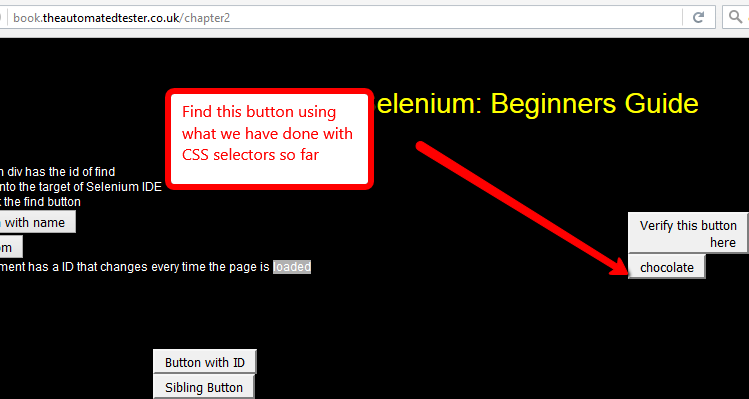 book.theautomatedtester.co.uk/chapter2
elenium: Beginners Guide
Find this button using
what we have done with
CSS selectors so far
div has the id of find
nto the target of Selenium IDE
the find button
with name
Verify this button
here
om
chocolate
ment has a ID that changes every time the page is loaded
Button with ID
Sibling Button